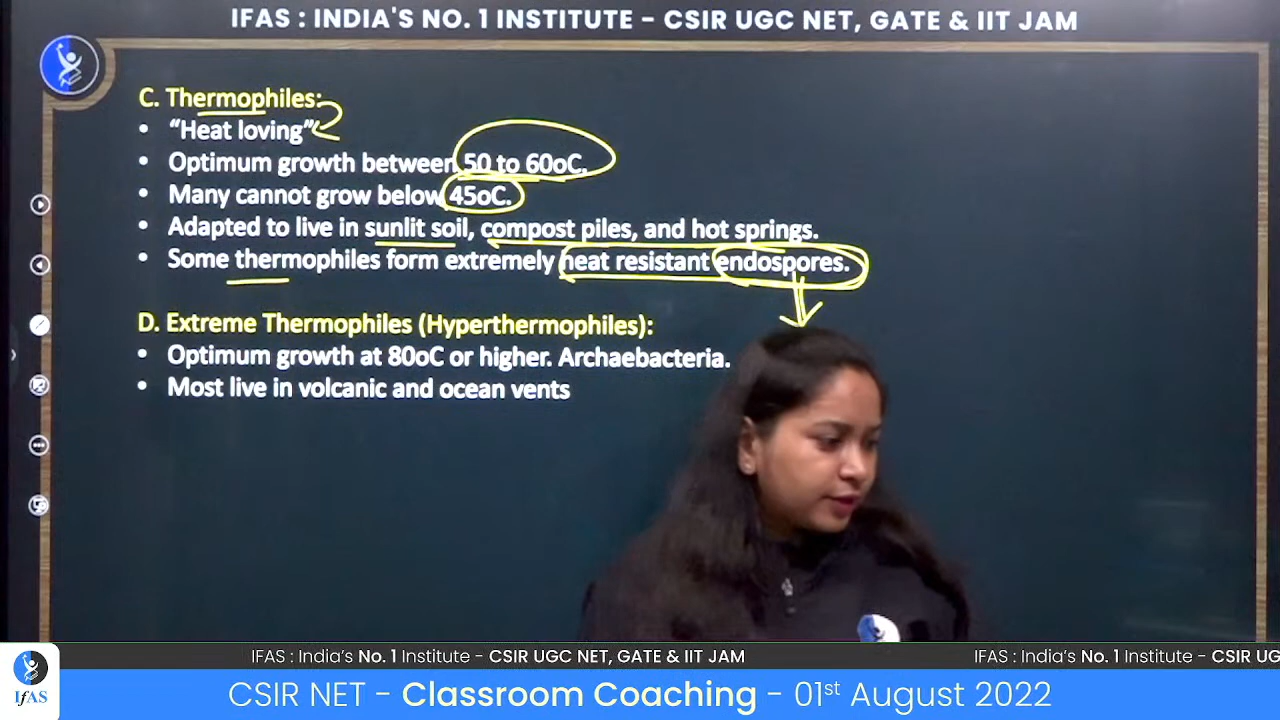 IFAS : INDIA'S NO. 1 INSTITUTE - CSIR UGC NET, GATE & IIT JAM
C. Thermophiles:
• “Heat loving”
• Optimum growth between 50 to 60oC.
• Many cannot grow below 45oC.
• Adapted to live in sunlit soil, compost piles, and hot springs.
• Some thermophiles form extremely heat resistant endospores.
D. Extreme Thermophiles (Hyperthermophiles):
• Optimum growth at 80oC or higher. Archaebacteria.
• Most live in volcanic and ocean vents
IFAS : India’s No. 1 Institute - CSIR UGC NET, GATE & IIT JAM
IFAS : India’s No. 1 Institute - CSIR UG
IfAS
CSIR NET - Classroom Coaching - 01st August 2022